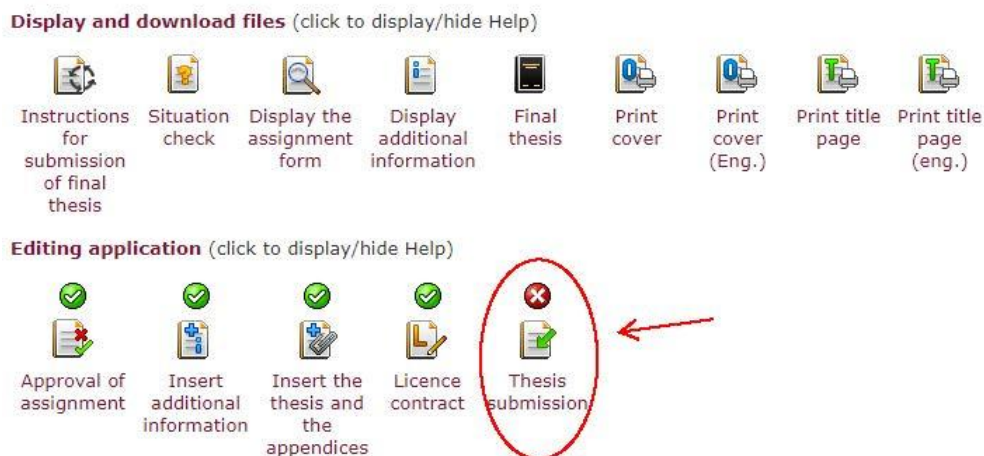 Display and download files (click to display/hide Help)
Instructions for submission of final thesis
Situation check
Display the assignment form
Display additional information
Final thesis
Print cover
Print cover (Eng.)
Print title page
Print title page (eng.)
Editing application (click to display/hide Help)
Approval of assignment
Insert additional information
Insert the thesis and the appendices
Licence contract
Thesis submission